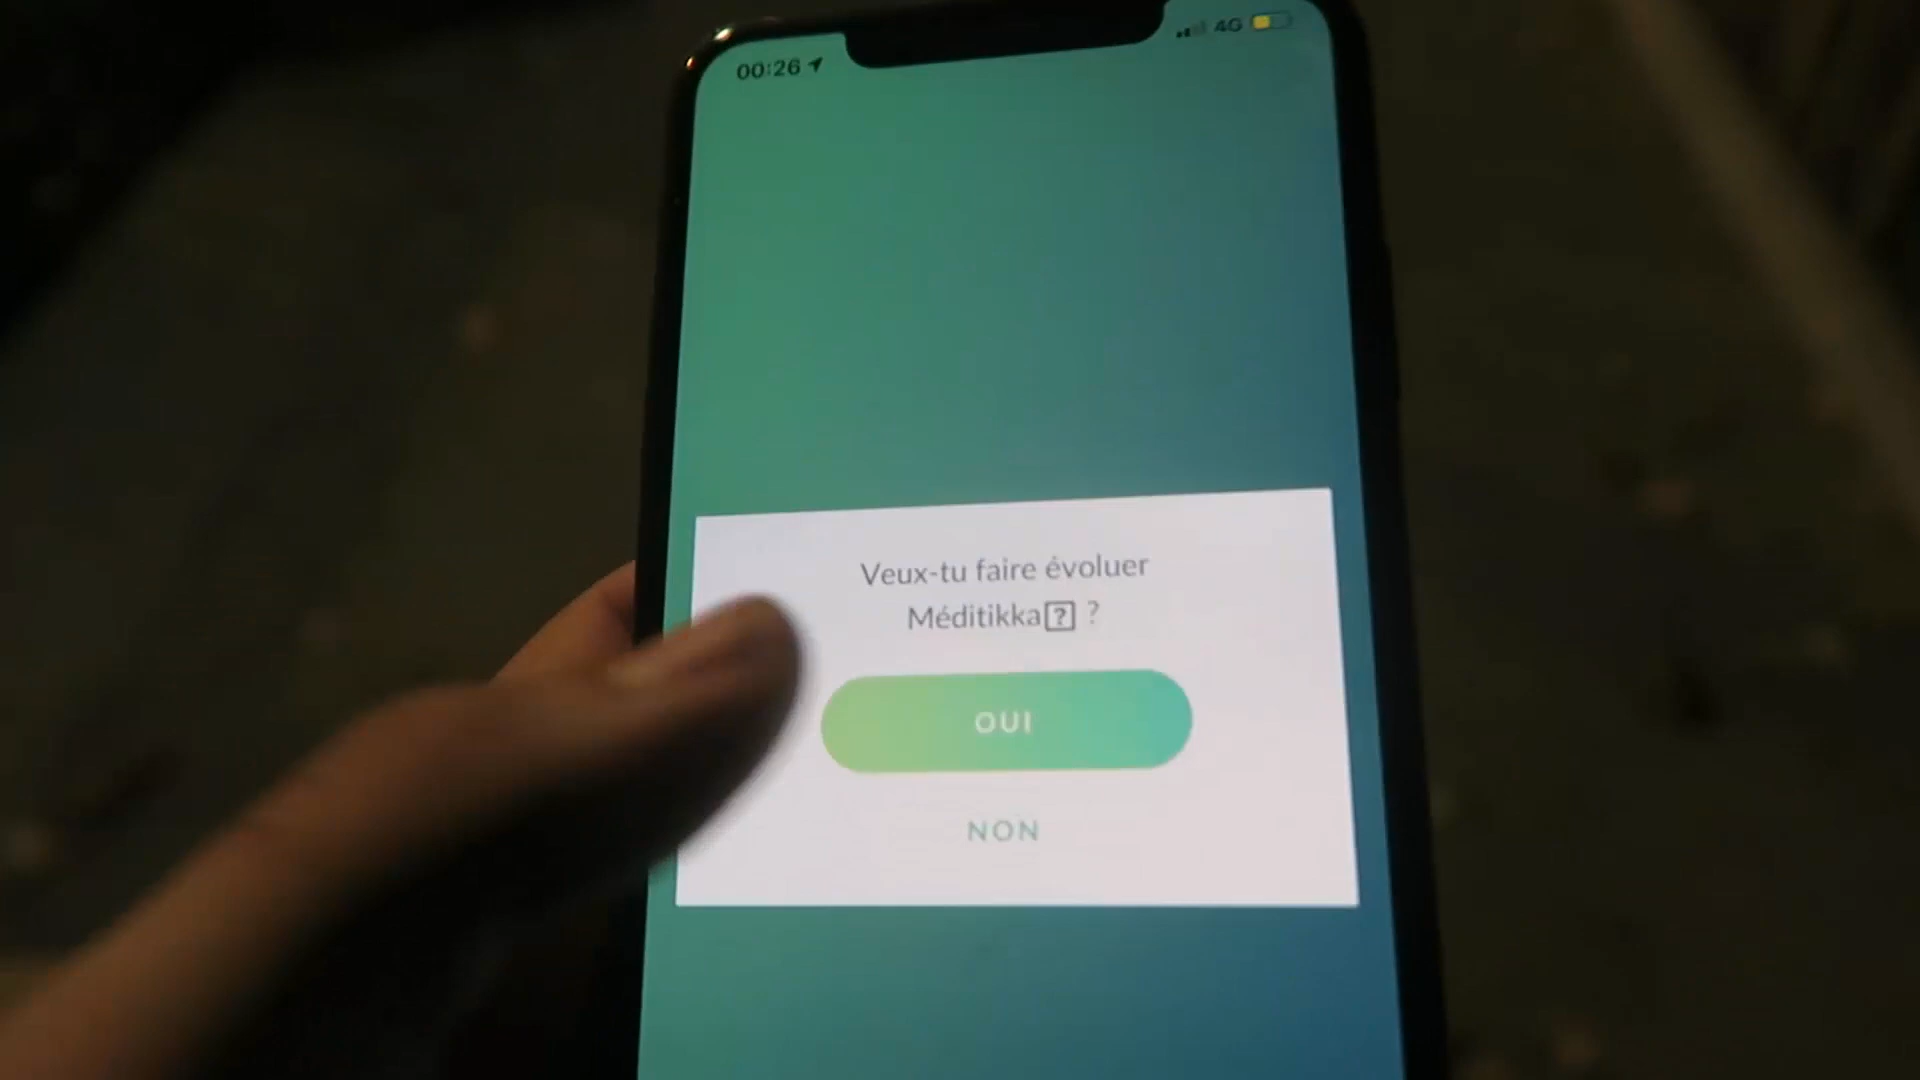 00:26
4G
Veux-tu faire évoluer
Méditikka⍰ ?
OUI
NON